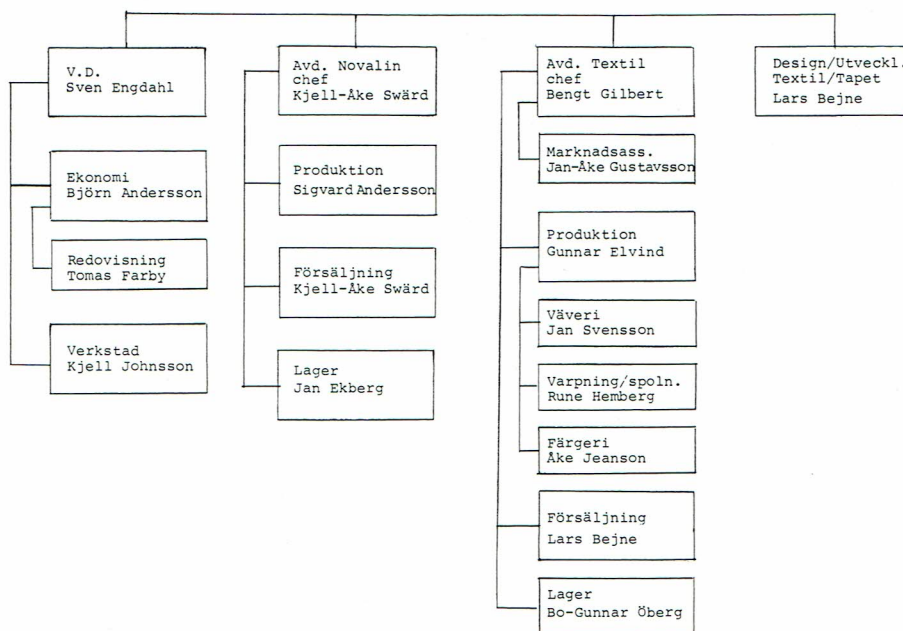 V.D.
Sven Engdahl
Ekonomi
Björn Andersson
Redovisning
Tomas Farby
Verkstad
Kjell Johnsson
Avd. Novalin
chef
Kjell-Åke Swärd
Produktion
Sigvard Andersson
Försäljning
Kjell-Åke Swärd
Lager
Jan Ekberg
Avd. Textil
chef
Bengt Gilbert
Marknadsass.
Jan-Åke Gustavsson
Produktion
Gunnar Elvind
Väveri
Jan Svensson
Varpning/spoln.
Rune Hemberg
Färgeri
Åke Jeanson
Försäljning
Lars Bejne
Lager
Bo-Gunnar Öberg
Design/Utveckl.
Textil/Tapet
Lars Bejne